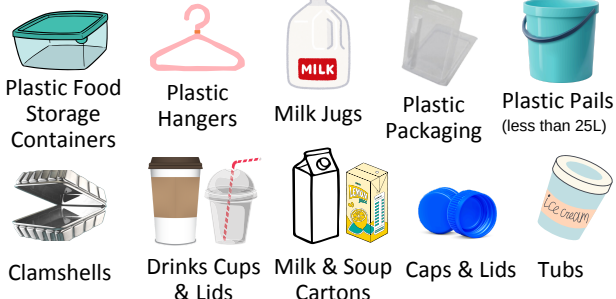 MILK
Plastic Food
Storage
Containers
Plastic
Hangers
Milk Jugs
Plastic
Packaging
Plastic Pails
(less than 25L)
Ice Cream
Clamshells
Drinks Cups
& Lids
Milk & Soup
Cartons
Caps & Lids
Tubs